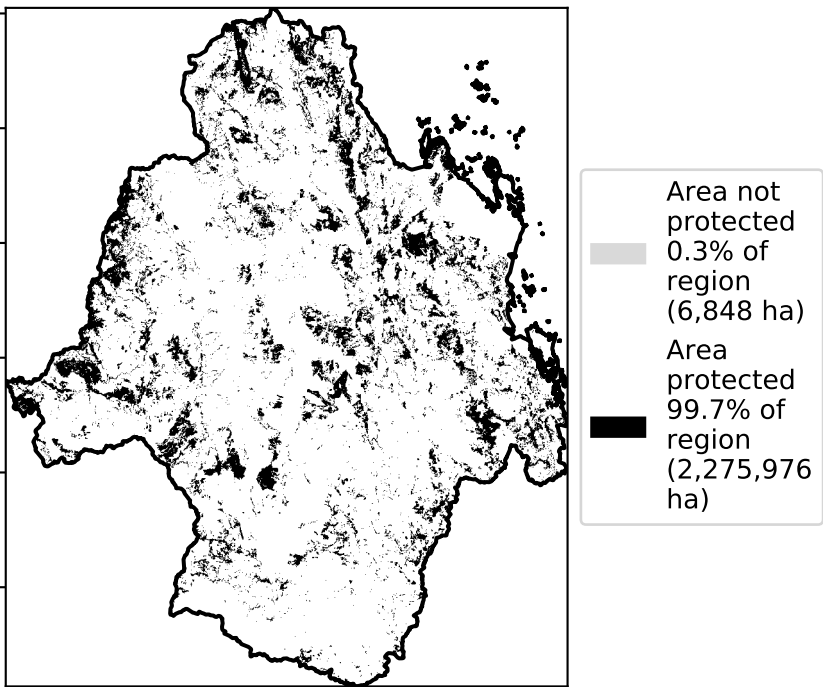 Area not
protected
0.3% of
region
(6,848 ha)
Area
protected
99.7% of
region
(2,275,976
ha)